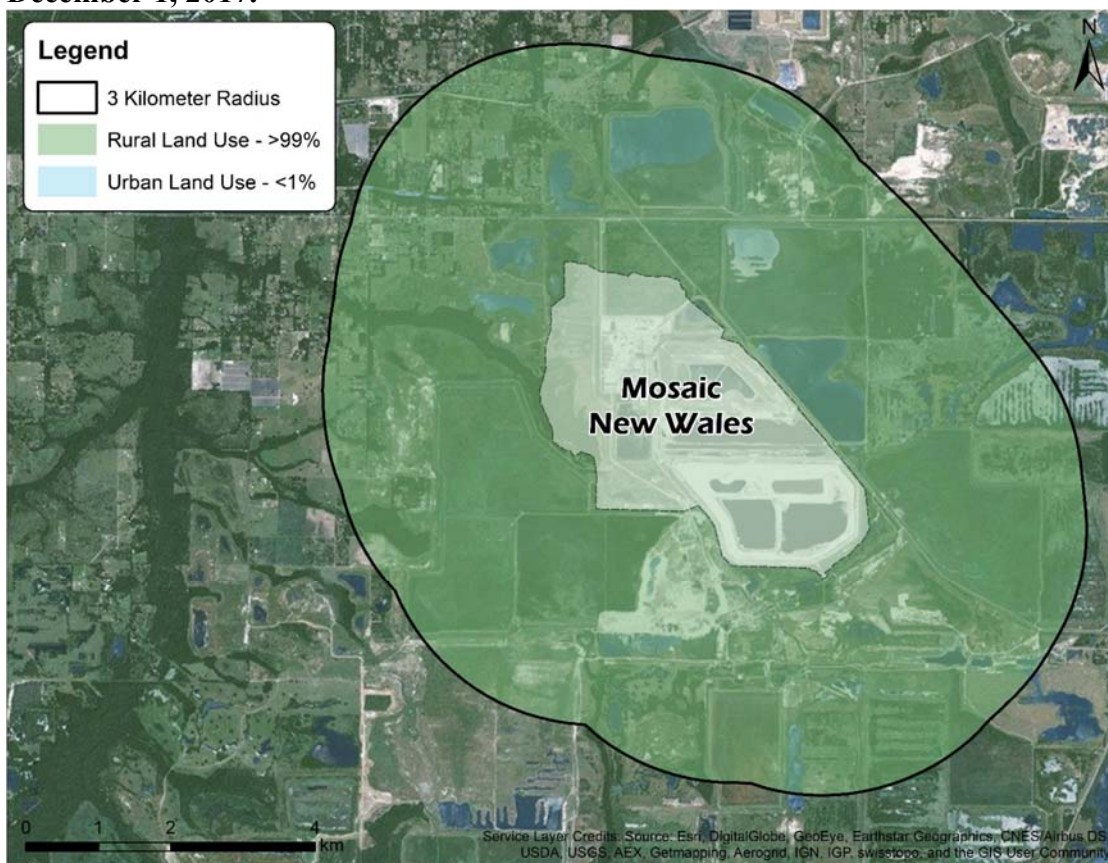 December 1, 2017.
Legend
3 Kilometer Radius
Rural Land Use - >99%
Urban Land Use - <1%
N
Mosaic
New Wales
0 1 2 4
km
Service Layer Credits: Source: Esri, DigitalGlobe, GeoEye, Earthstar Geographics, CNES/Airbus DS,
USDA, USGS, AEX, Getmapping, Aerogrid, IGN, IGP, swisstopo, and the GIS User Community